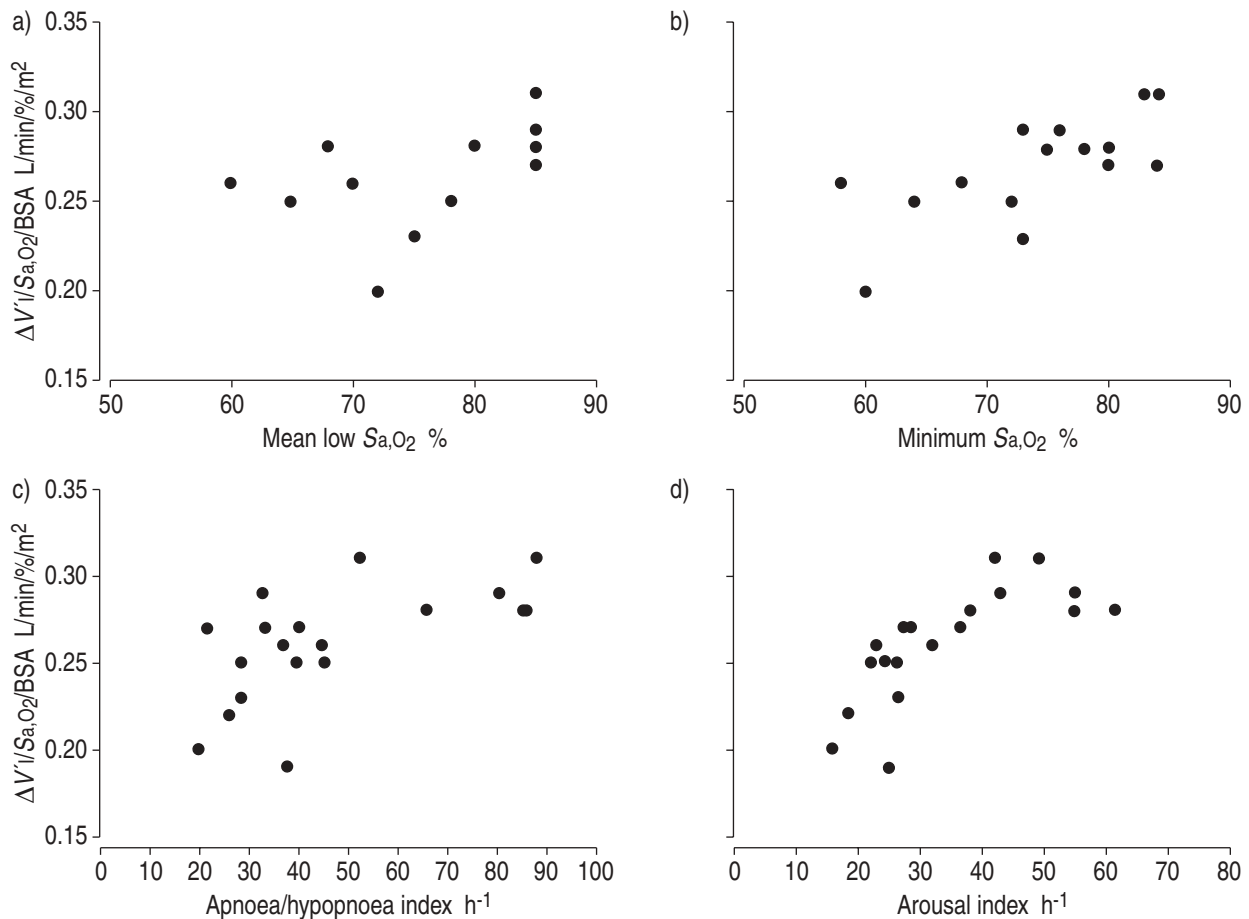 a)
0.35
0.30
0.25
0.20
0.15
ΔV'I/Sa,O2/BSA L/min/%/m²
50 60 70 80 90
Mean low Sa,O2 %
b)
50 60 70 80 90
Minimum Sa,O2 %
c)
0.35
0.30
0.25
0.20
0.15
ΔV'I/Sa,O2/BSA L/min/%/m²
0 10 20 30 40 50 60 70 80 90 100
Apnoea/hypopnoea index h⁻¹
d)
0 10 20 30 40 50 60 70 80
Arousal index h⁻¹